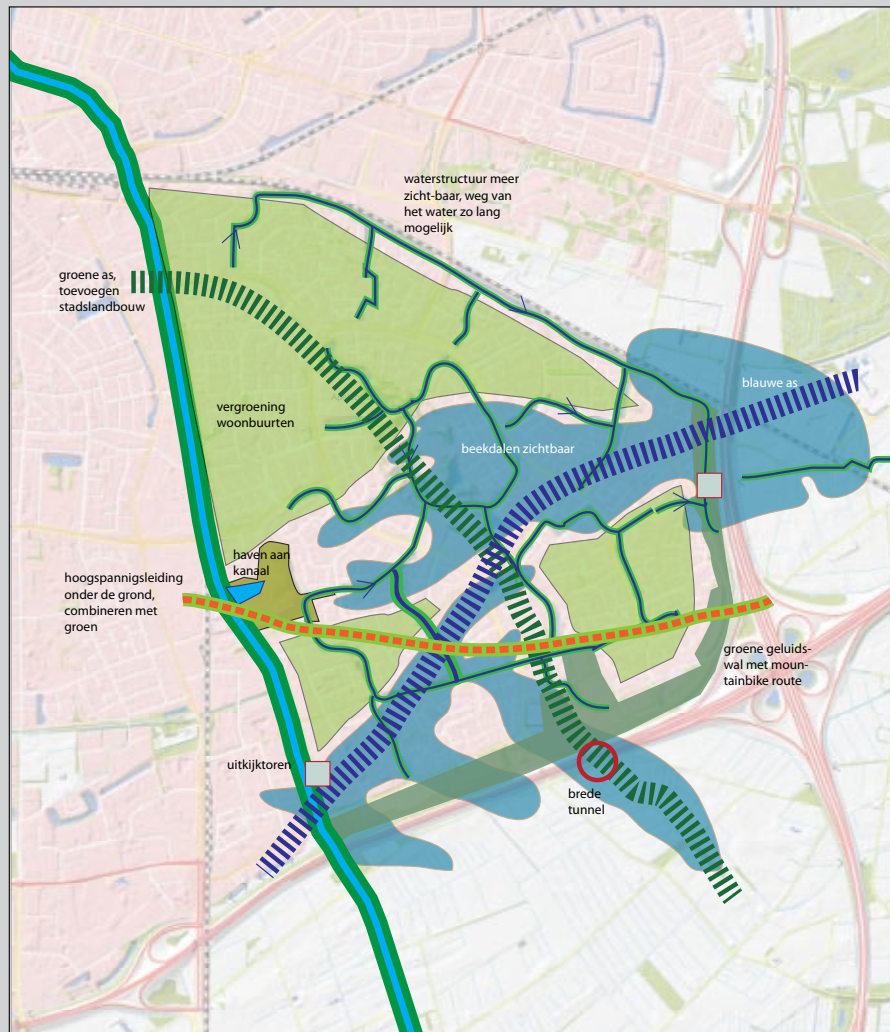 waterstructuur meer
zicht-baar, weg van
het water zo lang
mogelijk
groene as,
toevoegen
stadslandbouw
blauwe as
vergroening
woonbuurten
beekdalen zichtbaar
haven aan
kanaal
hoogspannigsleiding
onder de grond,
combineren met
groen
groene geluids-
wal met moun-
tainbike route
uitkijktoren
brede
tunnel